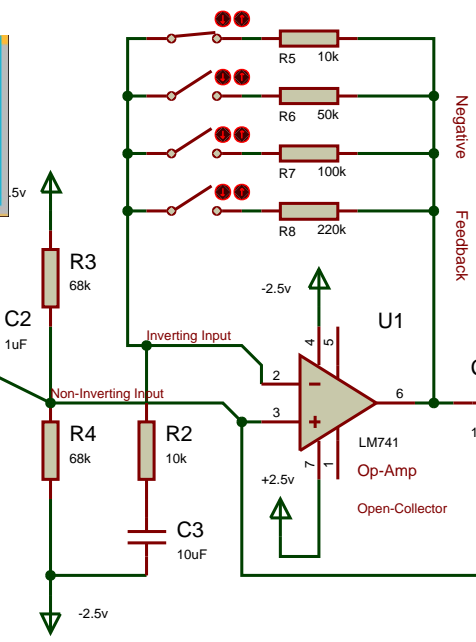 R5
10k
R6
50k
R7
100k
R8
220k
Negative
Feedback
.5v
R3
68k
C2
1uF
-2.5v
4
5
U1
Inverting Input
2
Non-Inverting Input
3
6
R4
68k
R2
10k
LM741
7
1
+2.5v
Op-Amp
Open-Collector
C3
10uF
-2.5v